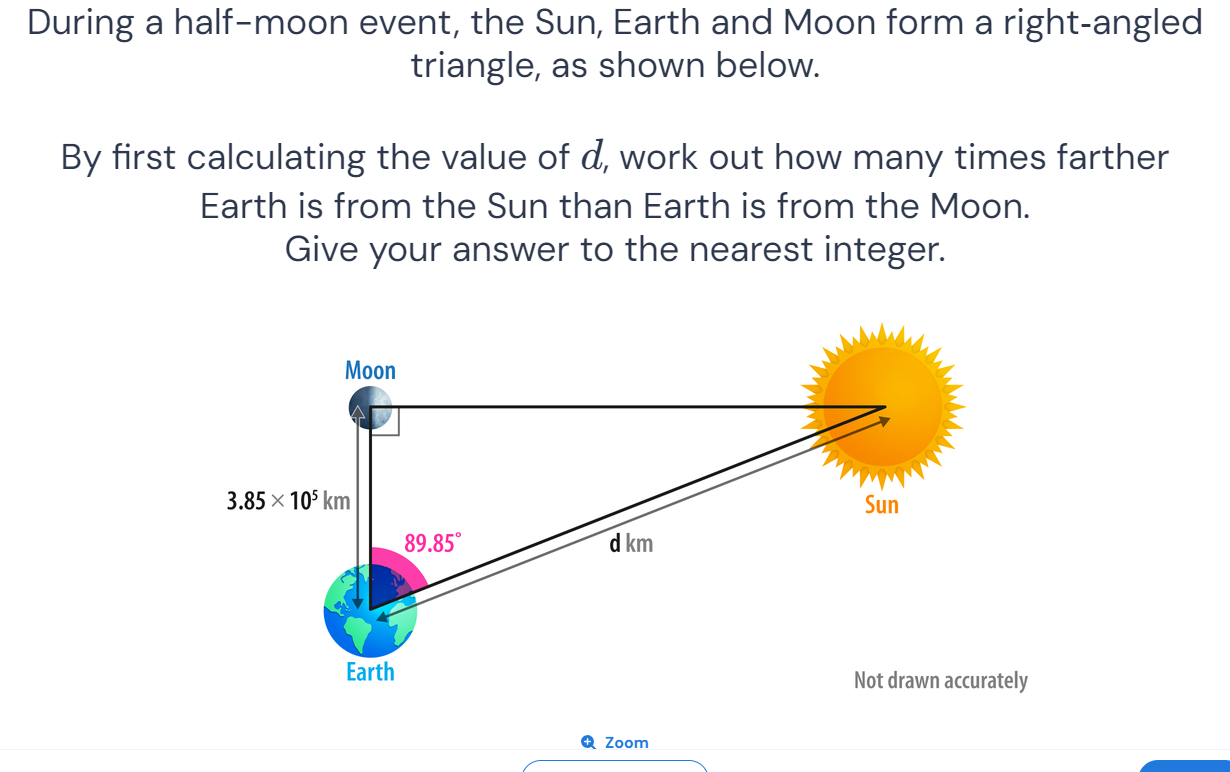 During a half-moon event, the Sun, Earth and Moon form a right-angled
triangle, as shown below.
By first calculating the value of d, work out how many times farther
Earth is from the Sun than Earth is from the Moon.
Give your answer to the nearest integer.
Moon
3.85 × 10⁵ km
89.85°
d km
Sun
Earth
Not drawn accurately
Zoom